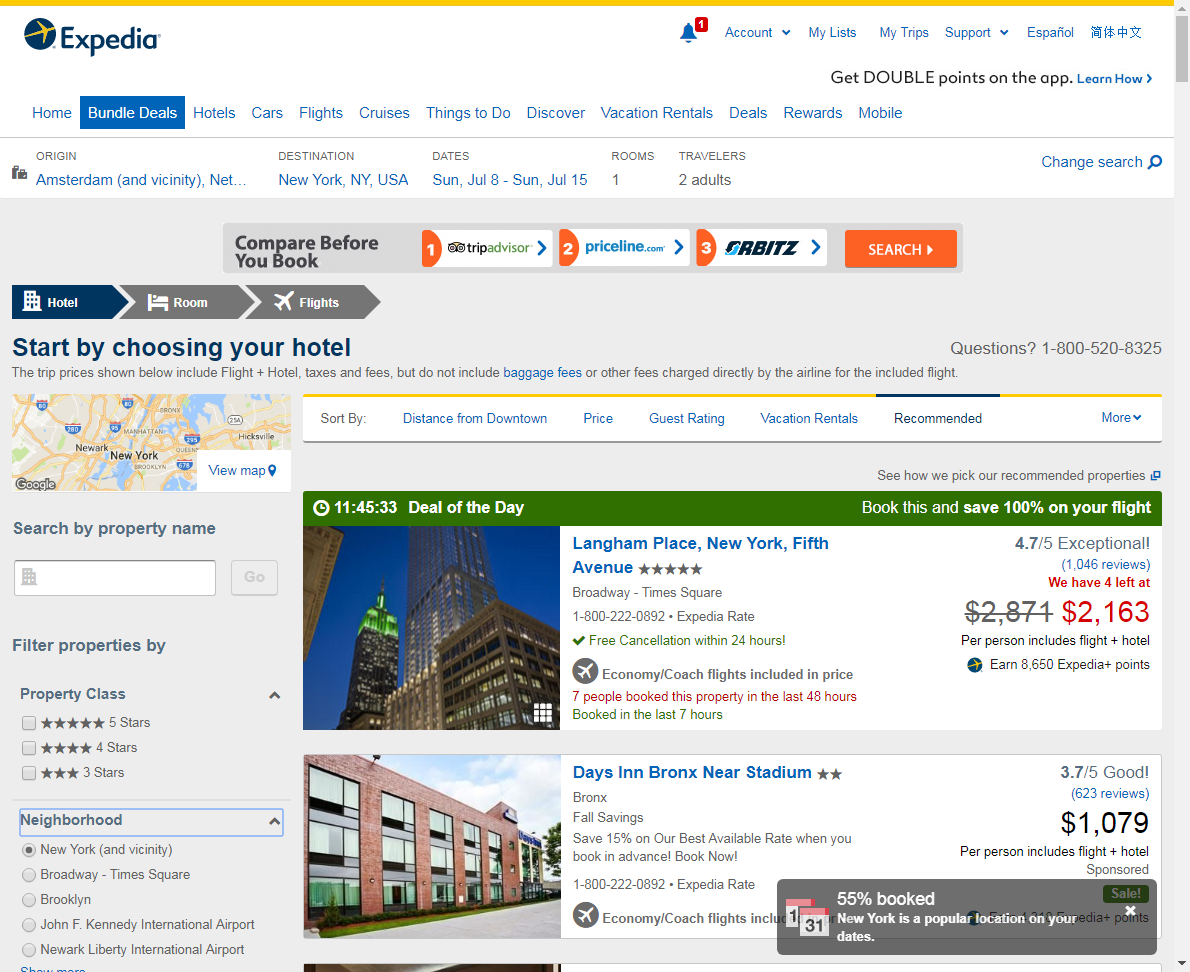 Expedia
1
Account
My Lists
My Trips
Support
Español
简体中文
Get DOUBLE points on the app. Learn How
Home
Bundle Deals
Hotels
Cars
Flights
Cruises
Things to Do
Discover
Vacation Rentals
Deals
Rewards
Mobile
ORIGIN
Amsterdam (and vicinity), Net...
DESTINATION
New York, NY, USA
DATES
Sun, Jul 8 - Sun, Jul 15
ROOMS
1
TRAVELERS
2 adults
Change search
Compare Before
You Book
1 tripadvisor
2 priceline.com
3 ORBITZ
SEARCH
Hotel
Room
Flights
Start by choosing your hotel
Questions? 1-800-520-8325
The trip prices shown below include Flight + Hotel, taxes and fees, but do not include baggage fees or other fees charged directly by the airline for the included flight.
BRONX
MANHATTAN
Newark
New York
BROOKLYN
Hicksville
83
80
280
95
295
25A
678
Google
View map
Sort By:
Distance from Downtown
Price
Guest Rating
Vacation Rentals
Recommended
More
See how we pick our recommended properties
Search by property name
Go
Filter properties by
Property Class
5 Stars
4 Stars
3 Stars
Neighborhood
New York (and vicinity)
Broadway - Times Square
Brooklyn
John F. Kennedy International Airport
Newark Liberty International Airport
Show more
11:45:33 Deal of the Day
Book this and save 100% on your flight
Langham Place, New York, Fifth
Avenue
Broadway - Times Square
1-800-222-0892 • Expedia Rate
Free Cancellation within 24 hours!
Economy/Coach flights included in price
7 people booked this property in the last 48 hours
Booked in the last 7 hours
4.7/5 Exceptional!
(1,046 reviews)
We have 4 left at
$2,871 $2,163
Per person includes flight + hotel
Earn 8,650 Expedia+ points
Days Inn
Days Inn Bronx Near Stadium
Bronx
Fall Savings
Save 15% on Our Best Available Rate when you
book in advance! Book Now!
1-800-222-0892 • Expedia Rate
Economy/Coach flights
3.7/5 Good!
(623 reviews)
$1,079
Per person includes flight + hotel
Sponsored
Sale!
Expedia+ points
1
31
55% booked
New York is a popular location on your
dates.